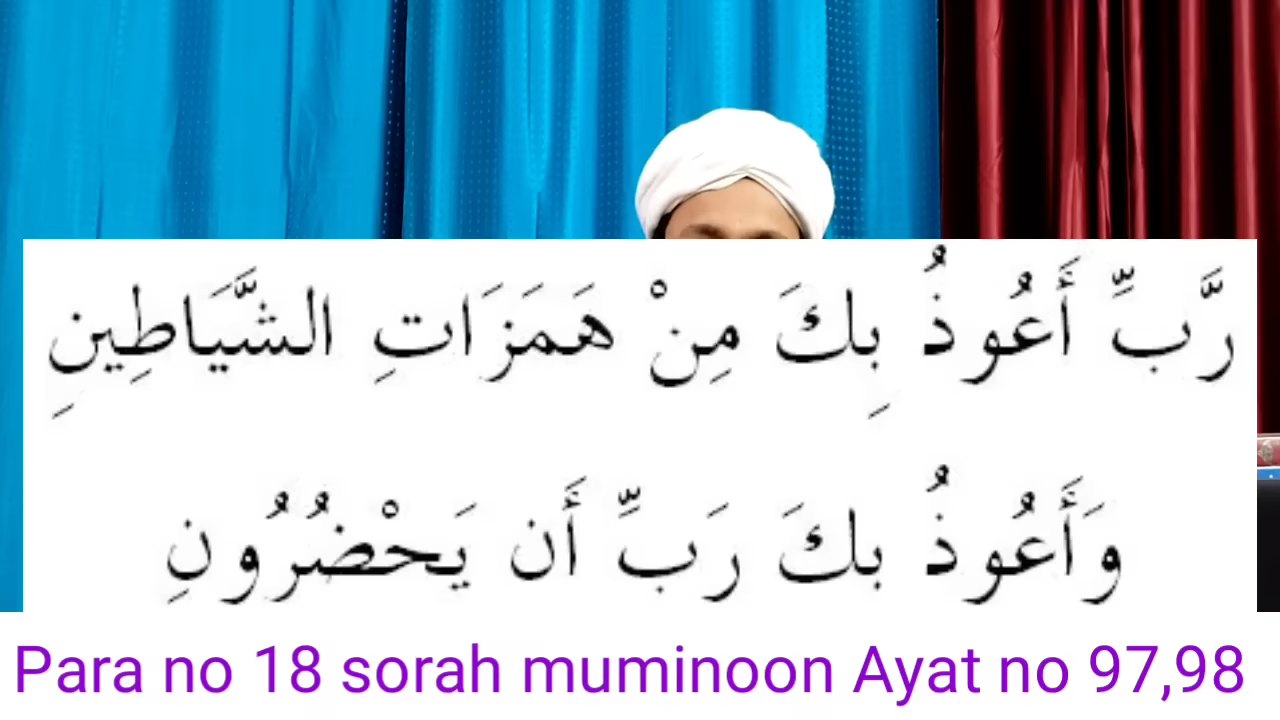 رَّبِّ أَعُوذُ بِكَ مِنْ هَمَزَاتِ الشَّيَاطِينِ
وَأَعُوذُ بِكَ رَبِّ أَن يَحْضُرُونِ
Para no 18 sorah muminoon Ayat no 97,98